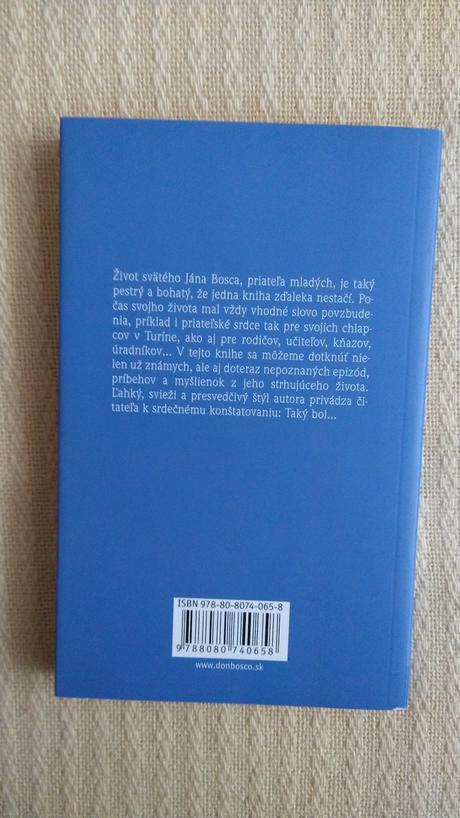 Život svätého Jána Bosca, priateľa mladých, je taký
pestrý a bohatý, že jedna kniha zďaleka nestačí. Po-
čas svojho života mal vždy vhodné slovo povzbude-
nia, príklad i priateľské srdce tak pre svojich chlap-
cov v Turíne, ako aj pre rodičov, učiteľov, kňazov,
úradníkov... V tejto knihe sa môžeme dotknúť nie-
len už známych, ale aj doteraz nepoznaných epizód,
príbehov a myšlienok z jeho strhujúceho života.
Ľahký, svieži a presvedčivý štýl autora privádza či-
tateľa k srdečnému konštatovaniu: Taký bol...
ISBN 978-80-8074-065-8
9 788080 740658
www.donbosco.sk